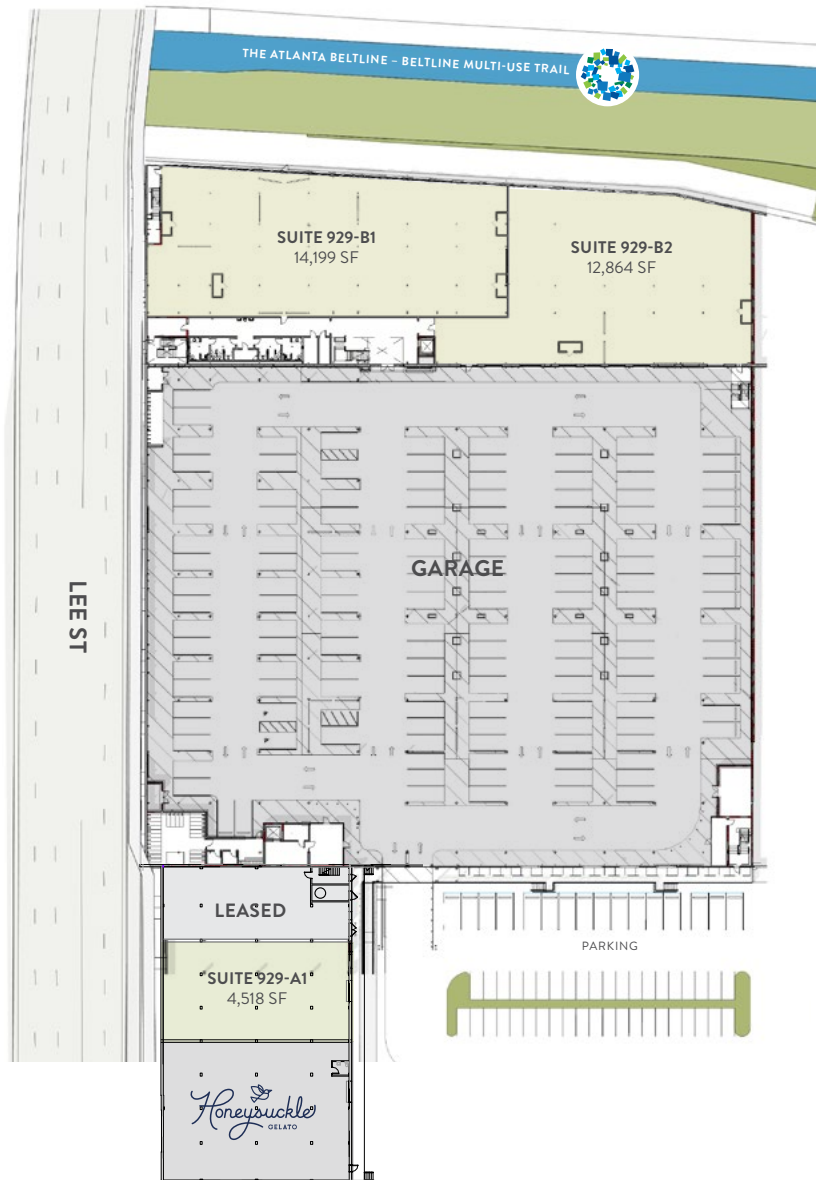 THE ATLANTA BELTLINE – BELTLINE MULTI-USE TRAIL
SUITE 929-B1
14,199 SF
SUITE 929-B2
12,864 SF
GARAGE
LEE ST
LEASED
PARKING
SUITE 929-A1
4,518 SF
Honeysuckle
GELATO